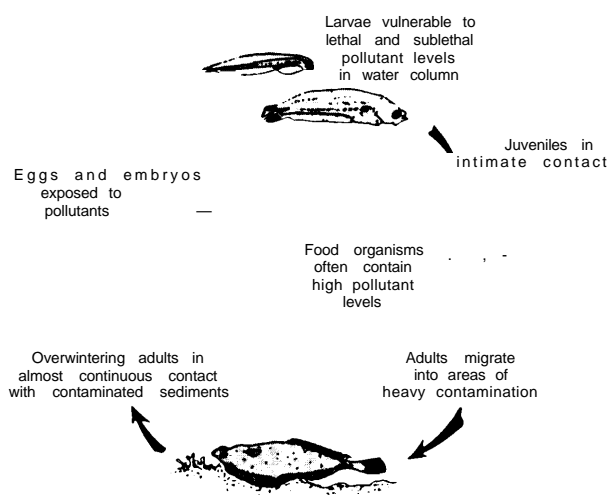 Larvae vulnerable to
lethal and sublethal
pollutant levels
in water column
Juveniles in
intimate contact
Eggs and embryos
exposed to
pollutants
Food organisms
often contain
high pollutant
levels
Overwintering adults in
almost continuous contact
with contaminated sediments
Adults migrate
into areas of
heavy contamination